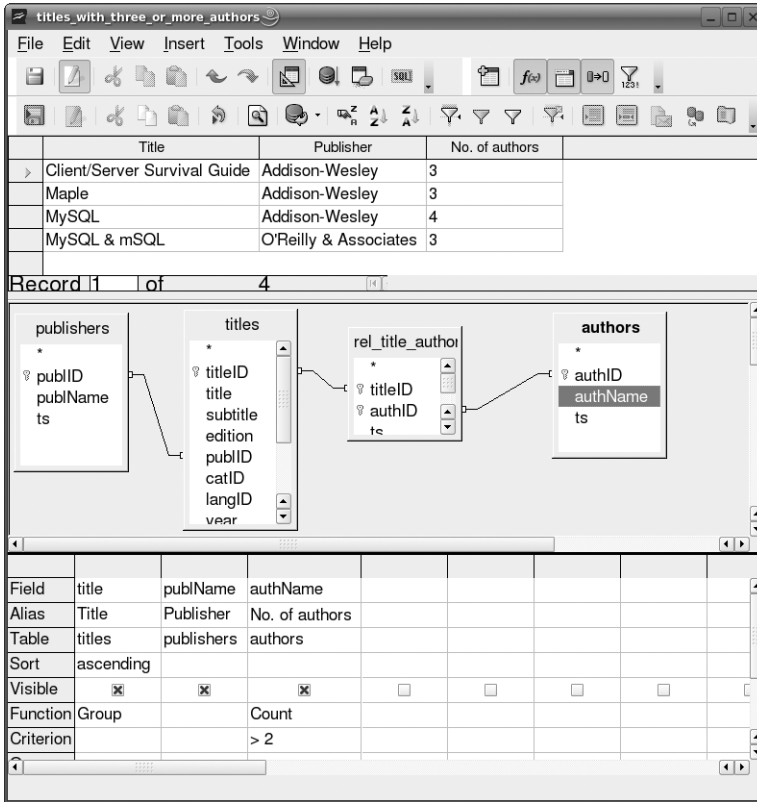 titles_with_three_or_more_authors
File Edit View Insert Tools Window Help
SQL f(x) 123!
Title Publisher No. of authors
Client/Server Survival Guide Addison-Wesley 3
Maple Addison-Wesley 3
MySQL Addison-Wesley 4
MySQL & mSQL O'Reilly & Associates 3
Record 1 of 4
publishers
*
publID
publName
ts
titles
*
titleID
title
subtitle
edition
publID
catID
langID
year
rel_title_author
*
titleID
authID
ts
authors
*
authID
authName
ts
Field title publName authName
Alias Title Publisher No. of authors
Table titles publishers authors
Sort ascending
Visible
Function Group Count
Criterion > 2